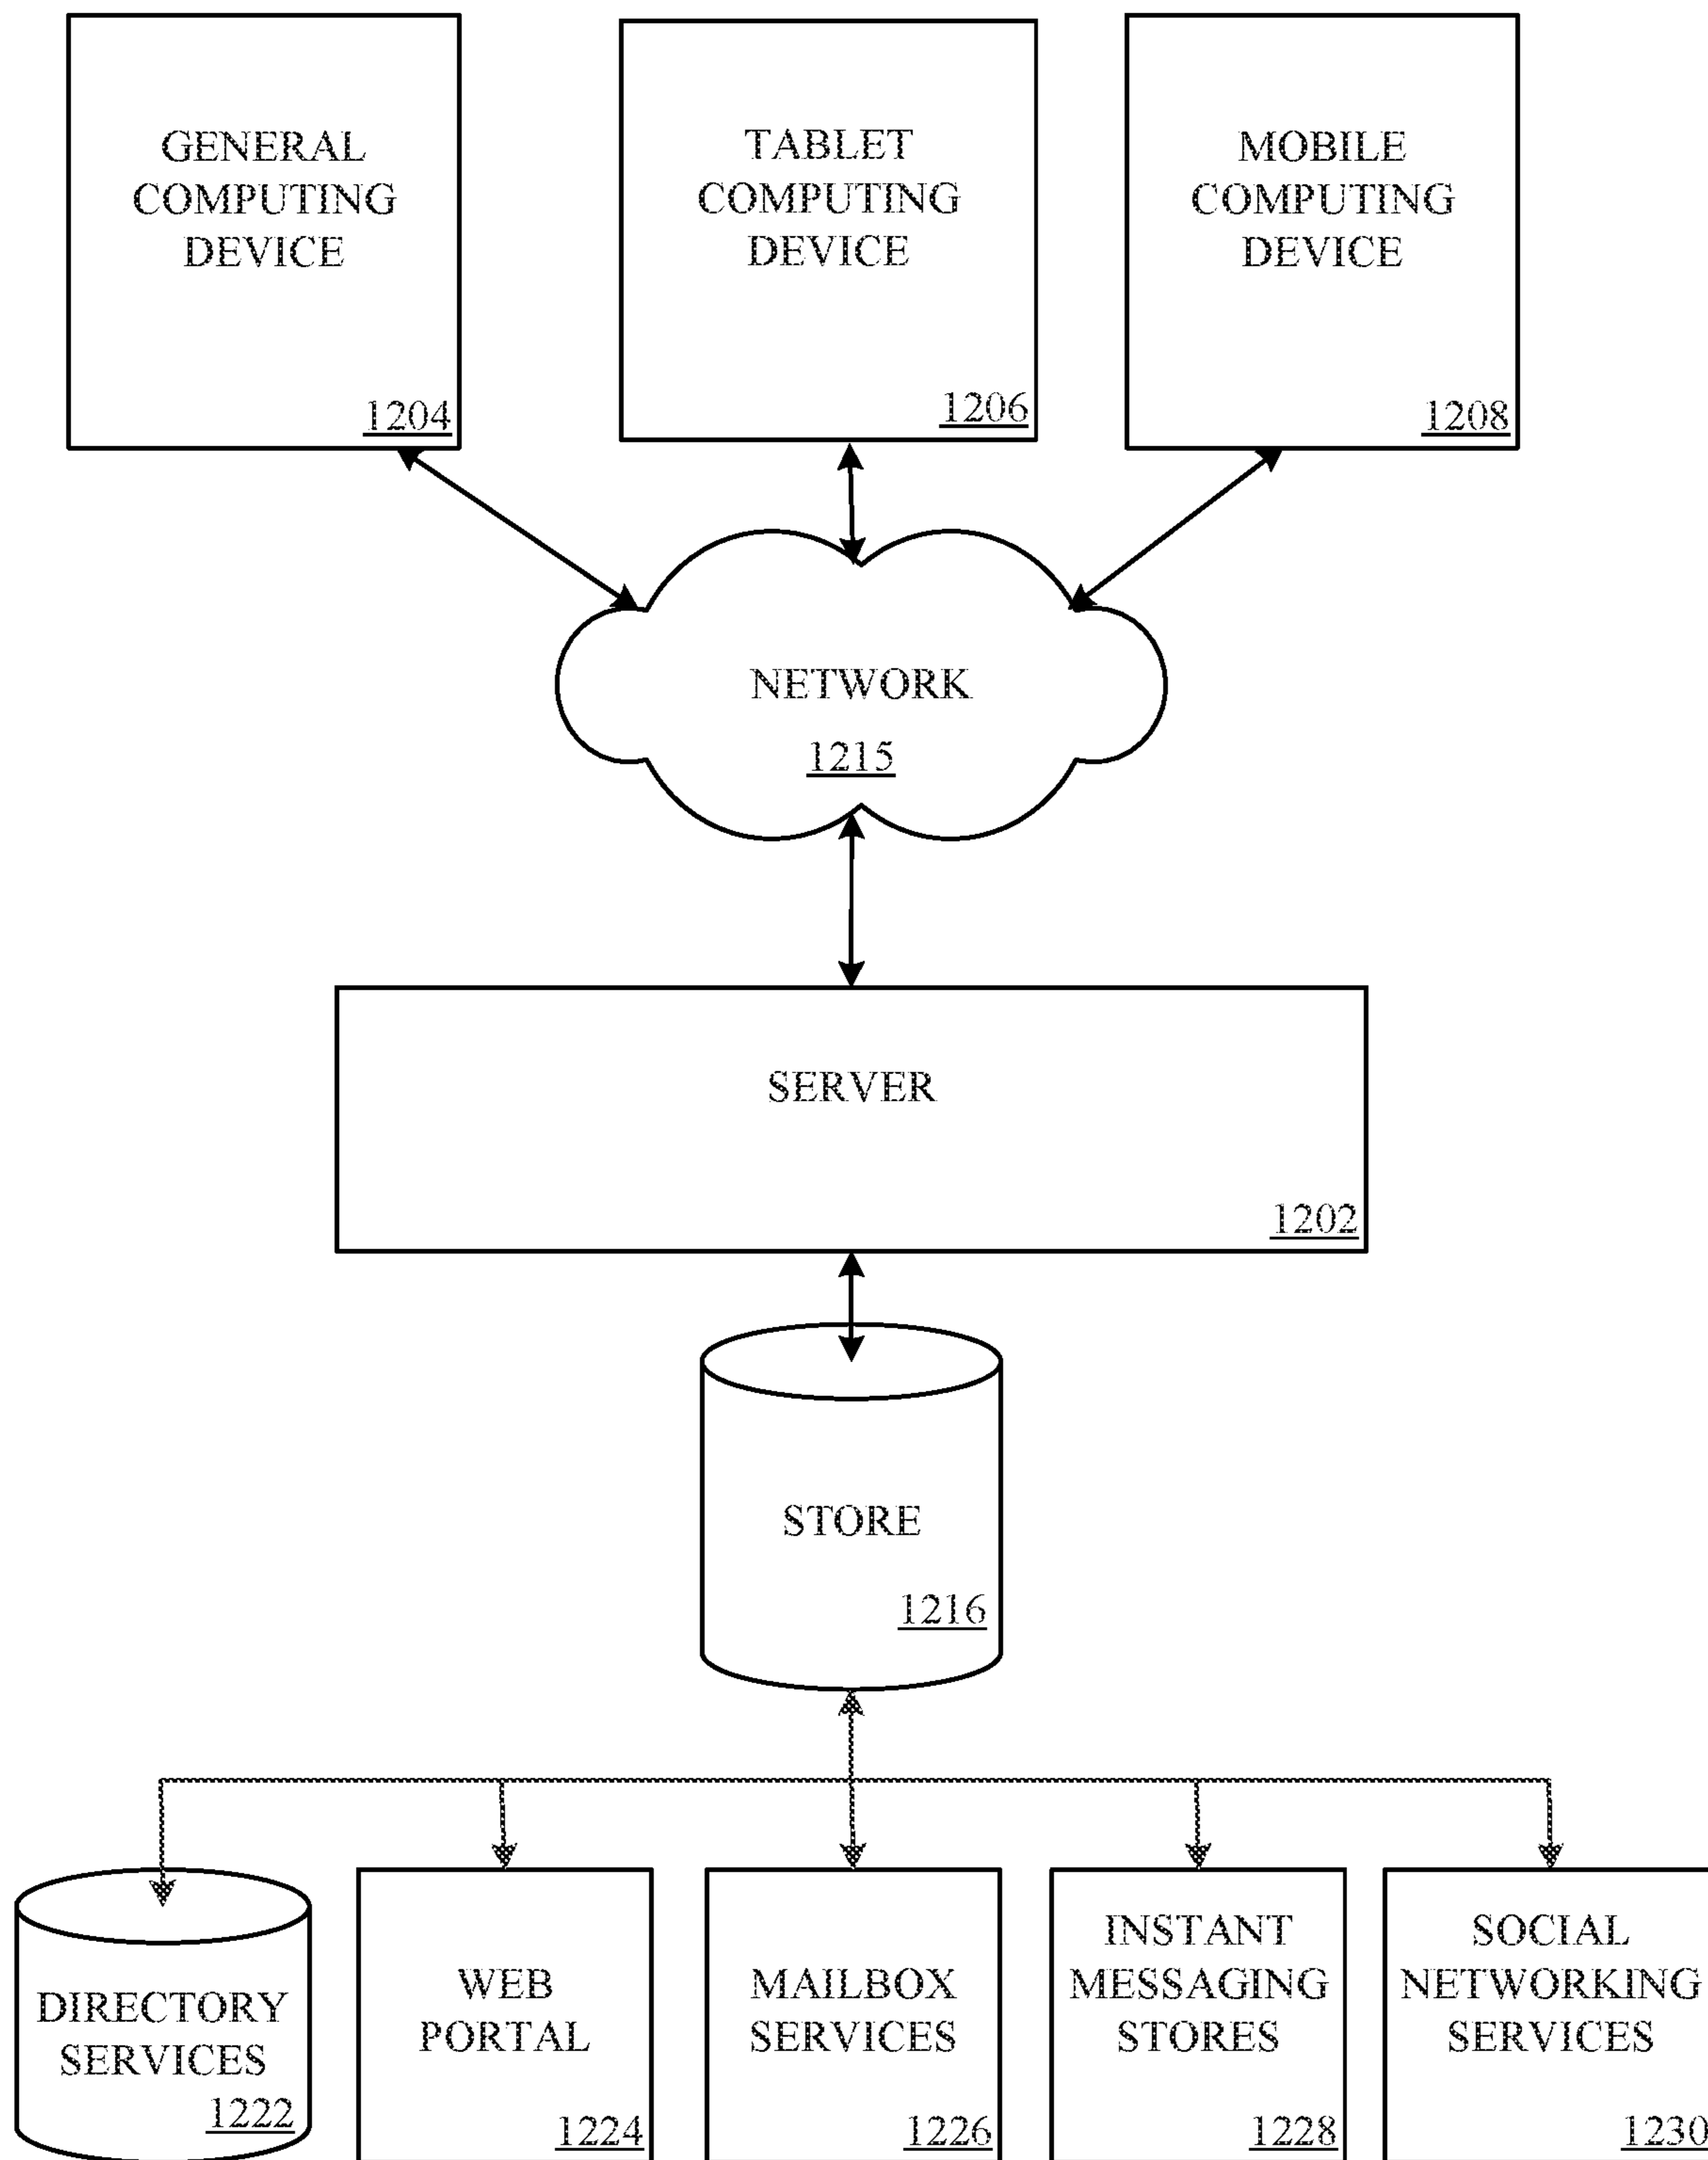 GENERAL
COMPUTING
DEVICE
1204
TABLET
COMPUTING
DEVICE
1206
MOBILE
COMPUTING
DEVICE
1208
NETWORK
1215
SERVER
1202
STORE
1216
DIRECTORY
SERVICES
1222
WEB
PORTAL
1224
MAILBOX
SERVICES
1226
INSTANT
MESSAGING
STORES
1228
SOCIAL
NETWORKING
SERVICES
1230